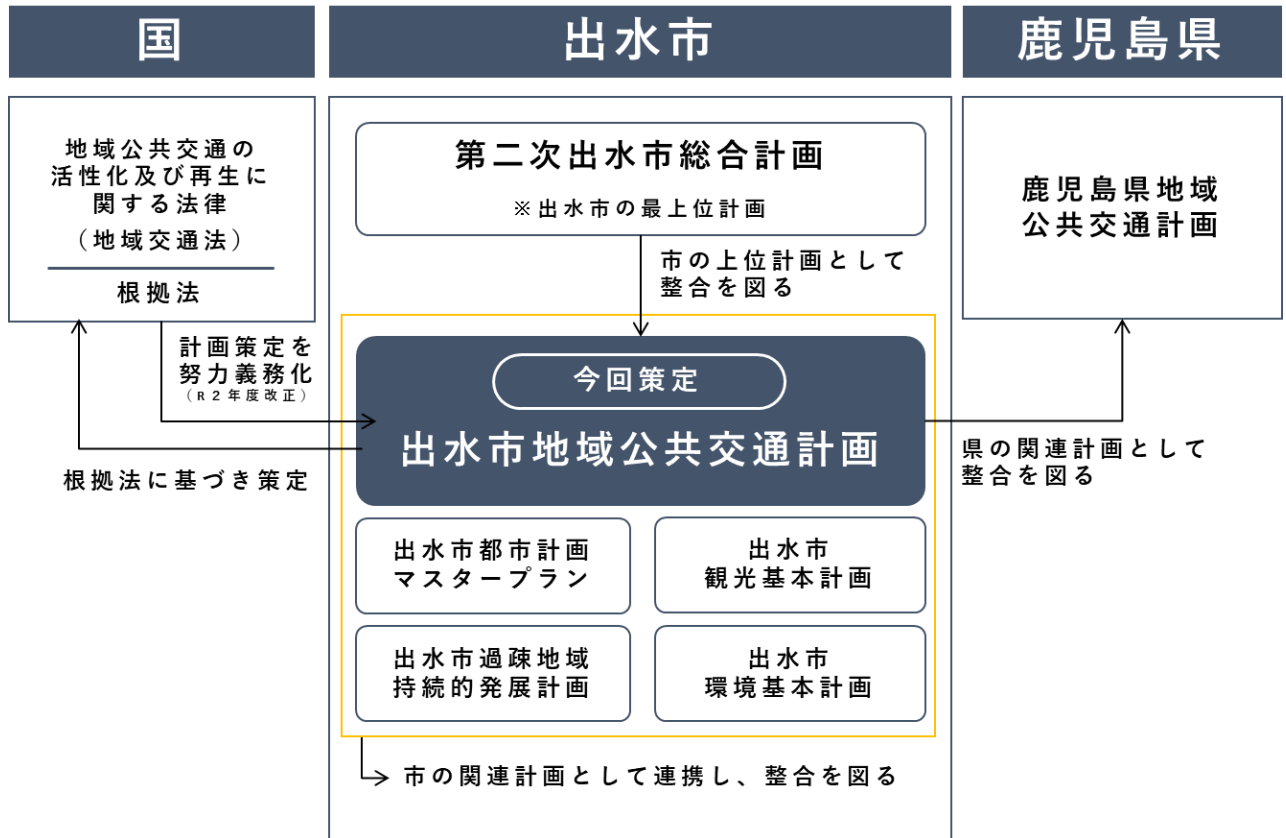 国
出水市
鹿児島県
地域公共交通の
活性化及び再生に
関する法律
（地域交通法）
根拠法
計画策定を
努力義務化
（R２年度改正）
根拠法に基づき策定
第二次出水市総合計画
※出水市の最上位計画
市の上位計画として
整合を図る
今回策定
出水市地域公共交通計画
出水市都市計画
マスタープラン
出水市
観光基本計画
出水市過疎地域
持続的発展計画
出水市
環境基本計画
市の関連計画として連携し、整合を図る
鹿児島県地域
公共交通計画
県の関連計画として
整合を図る